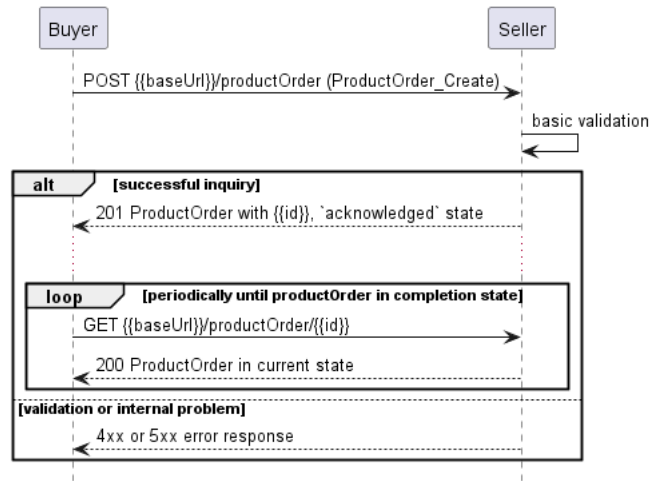 Buyer
Seller
POST {{baseUrl}}/productOrder (ProductOrder_Create)
basic validation
alt
[successful inquiry]
201 ProductOrder with {{id}}, `acknowledged` state
loop
[periodically until productOrder in completion state]
GET {{baseUrl}}/productOrder/{{id}}
200 ProductOrder in current state
[validation or internal problem]
4xx or 5xx error response